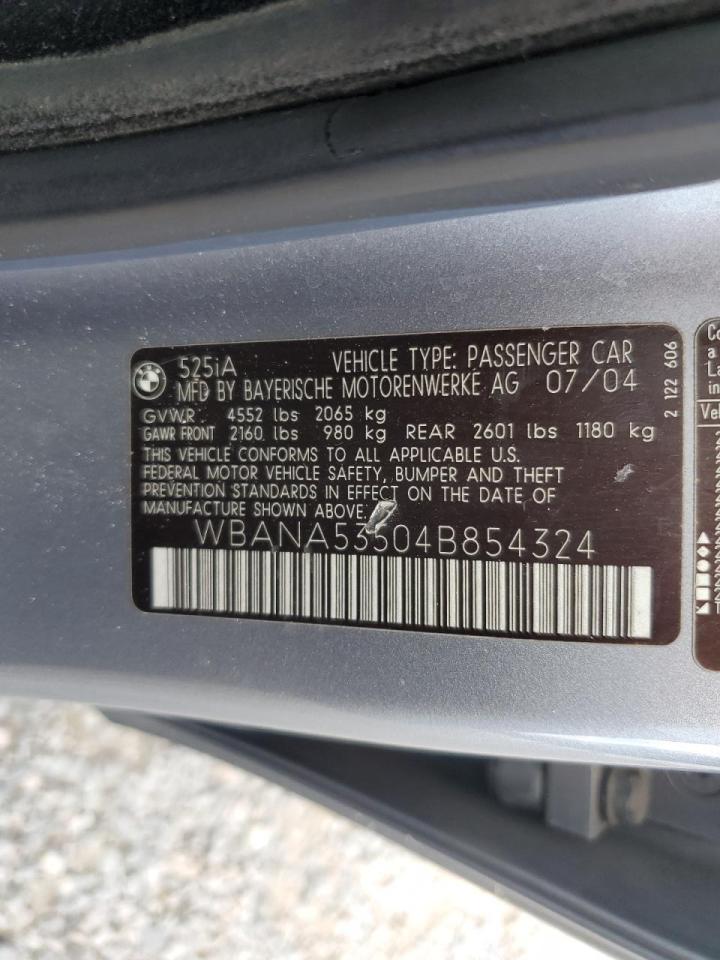 525iA VEHICLE TYPE: PASSENGER CAR
MFD BY BAYERISCHE MOTORENWERKE AG 07/04
GVWR 4552 lbs 2065 kg
GAWR FRONT 2160 lbs 980 kg REAR 2601 lbs 1180 kg
THIS VEHICLE CONFORMS TO ALL APPLICABLE U.S.
FEDERAL MOTOR VEHICLE SAFETY, BUMPER AND THEFT
PREVENTION STANDARDS IN EFFECT ON THE DATE OF
MANUFACTURE SHOWN ABOVE.
WBANA53504B854324
2 122 606